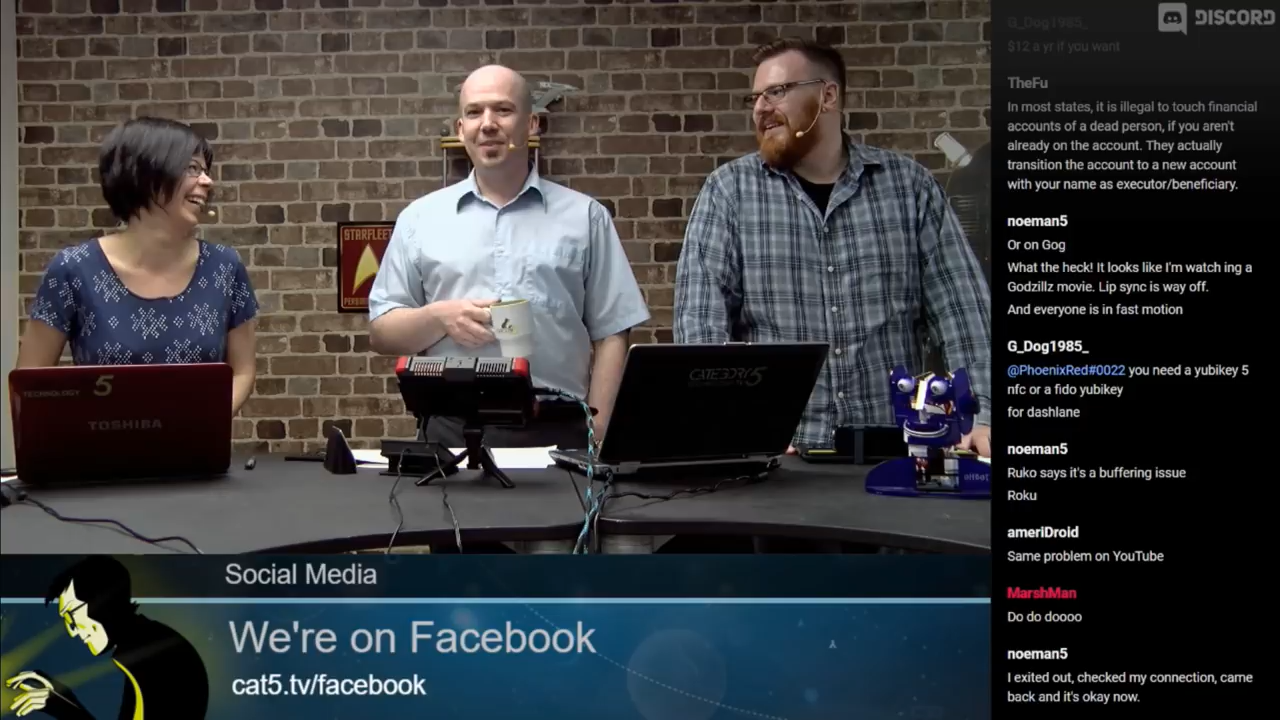 STARFLEET
TECHNOLOGY 5
TOSHIBA
CATEGORY 5
Social Media
We're on Facebook
cat5.tv/facebook
DISCORD
G_Dog1985_
$12 a yr if you want
TheFu
In most states, it is illegal to touch financial
accounts of a dead person, if you aren't
already on the account. They actually
transition the account to a new account
with your name as executor/beneficiary.
noeman5
Or on Gog
What the heck! It looks like I'm watch ing a
Godzillz movie. Lip sync is way off.
And everyone is in fast motion
G_Dog1985_
@PhoenixRed#0022 you need a yubikey 5
nfc or a fido yubikey
for dashlane
noeman5
Ruko says it's a buffering issue
Roku
ameriDroid
Same problem on YouTube
MarshMan
Do do doooo
noeman5
I exited out, checked my connection, came
back and it's okay now.